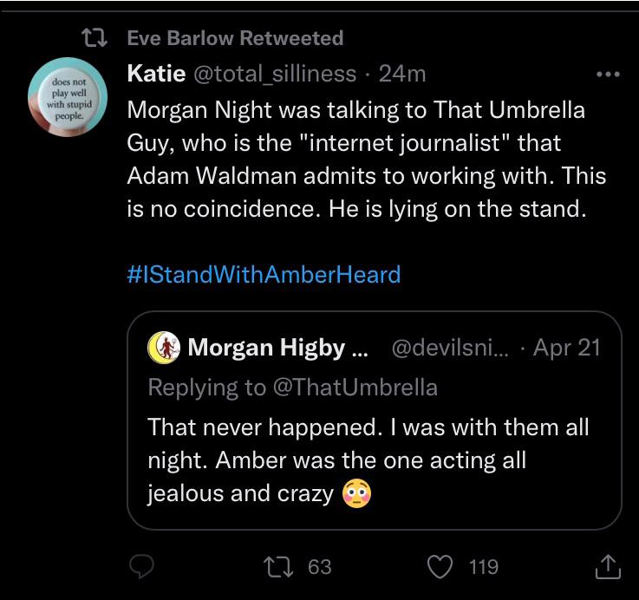 Eve Barlow Retweeted
Katie @total_silliness · 24m
does not
play well
with stupid
people.
Morgan Night was talking to That Umbrella
Guy, who is the "internet journalist" that
Adam Waldman admits to working with. This
is no coincidence. He is lying on the stand.
#IStandWithAmberHeard
Morgan Higby ... @devilsni... · Apr 21
Replying to @ThatUmbrella
That never happened. I was with them all
night. Amber was the one acting all
jealous and crazy 😳
63 119